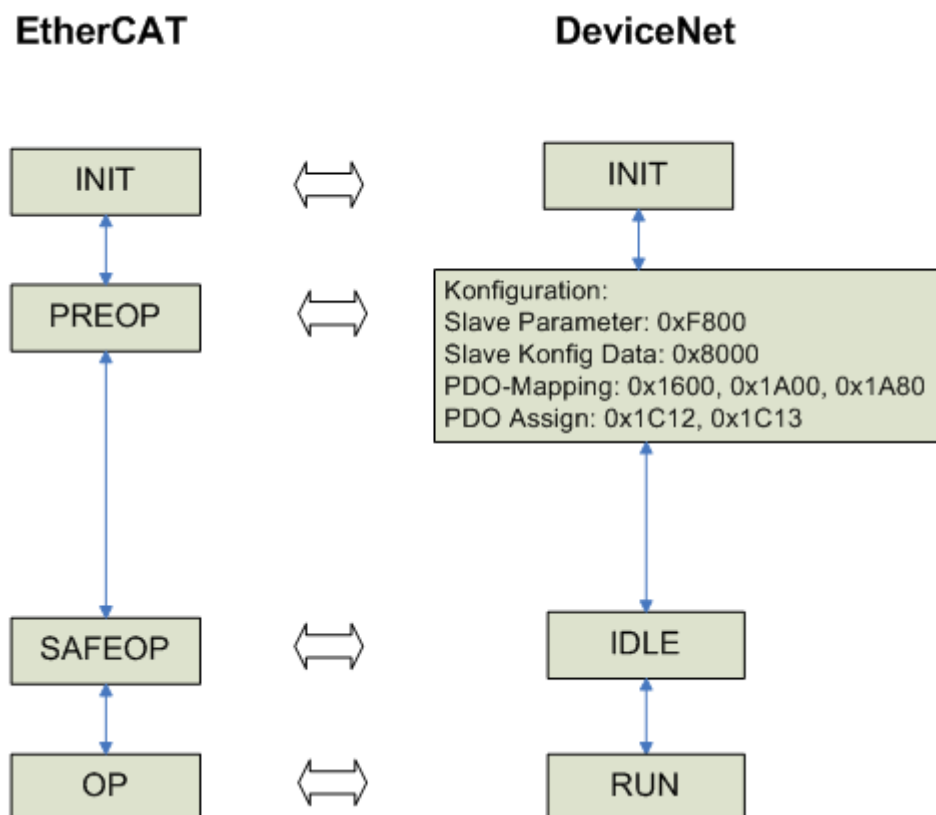 EtherCAT
DeviceNet
INIT
INIT
PREOP
Konfiguration:
Slave Parameter: 0xF800
Slave Konfig Data: 0x8000
PDO-Mapping: 0x1600, 0x1A00, 0x1A80
PDO Assign: 0x1C12, 0x1C13
SAFEOP
IDLE
OP
RUN